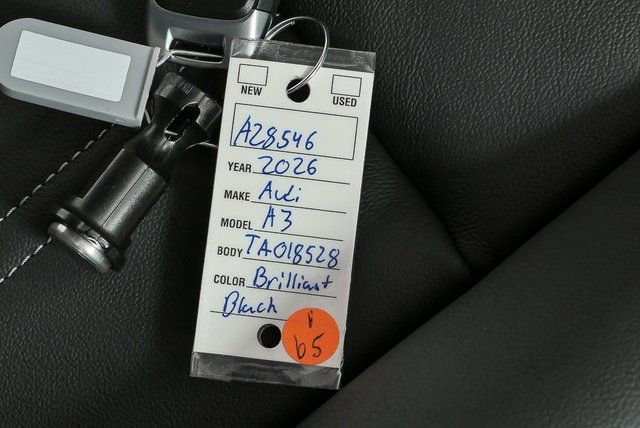 NEW USED
A28546
YEAR 2026
MAKE Audi
MODEL A3
BODY TA018528
COLOR Brilliant
Black
65